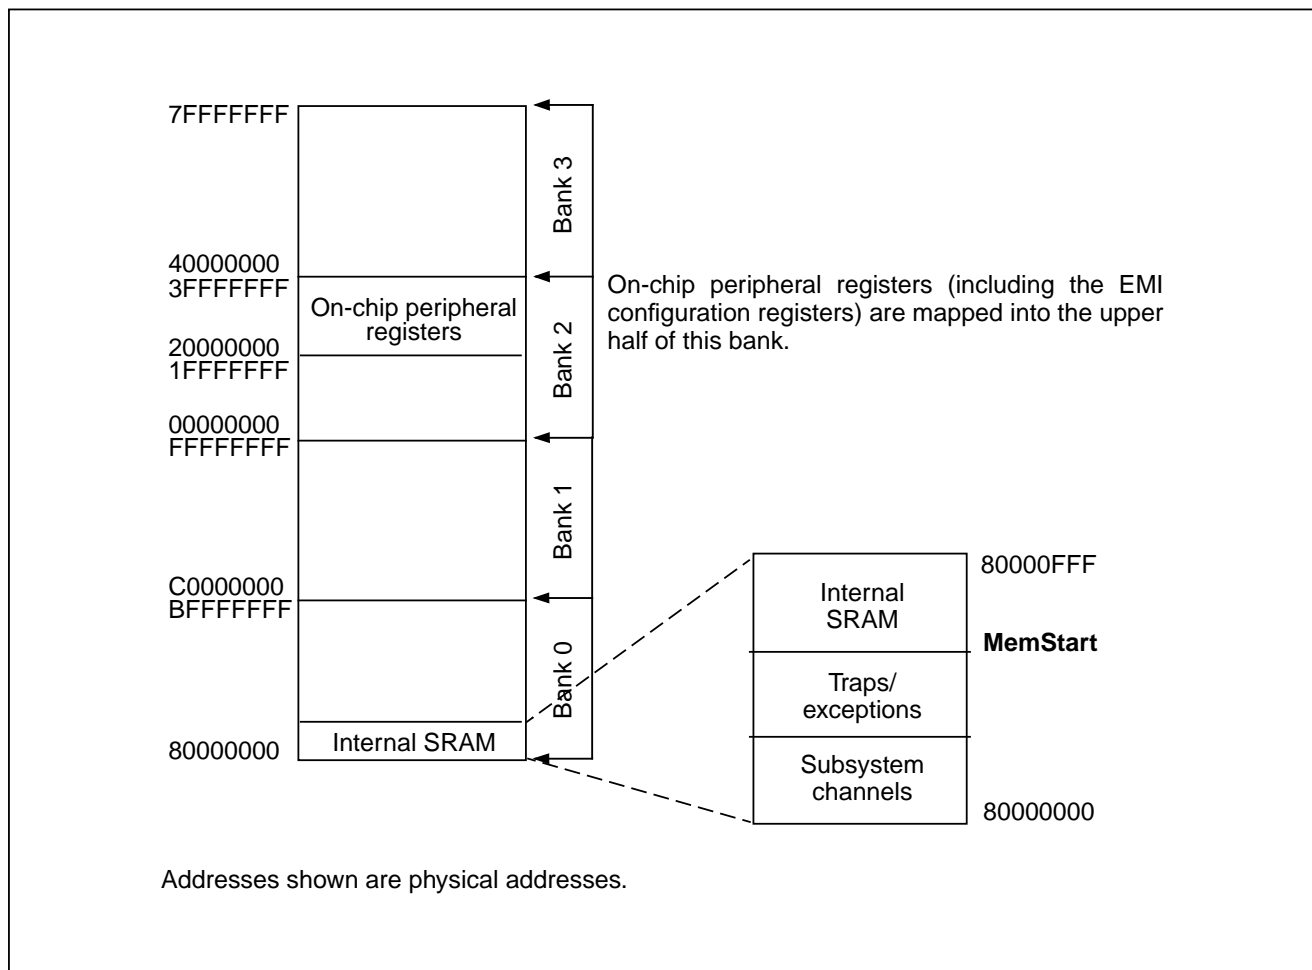 7FFFFFFF
Bank 3
40000000
3FFFFFFF
On-chip peripheral
registers
On-chip peripheral registers (including the EMI
configuration registers) are mapped into the upper
half of this bank.
Bank 2
20000000
1FFFFFFF
00000000
FFFFFFFF
Bank 1
C0000000
BFFFFFFF
Bank 0
Internal SRAM
80000000
80000FFF
Internal
SRAM
MemStart
Traps/
exceptions
Subsystem
channels
80000000
Addresses shown are physical addresses.